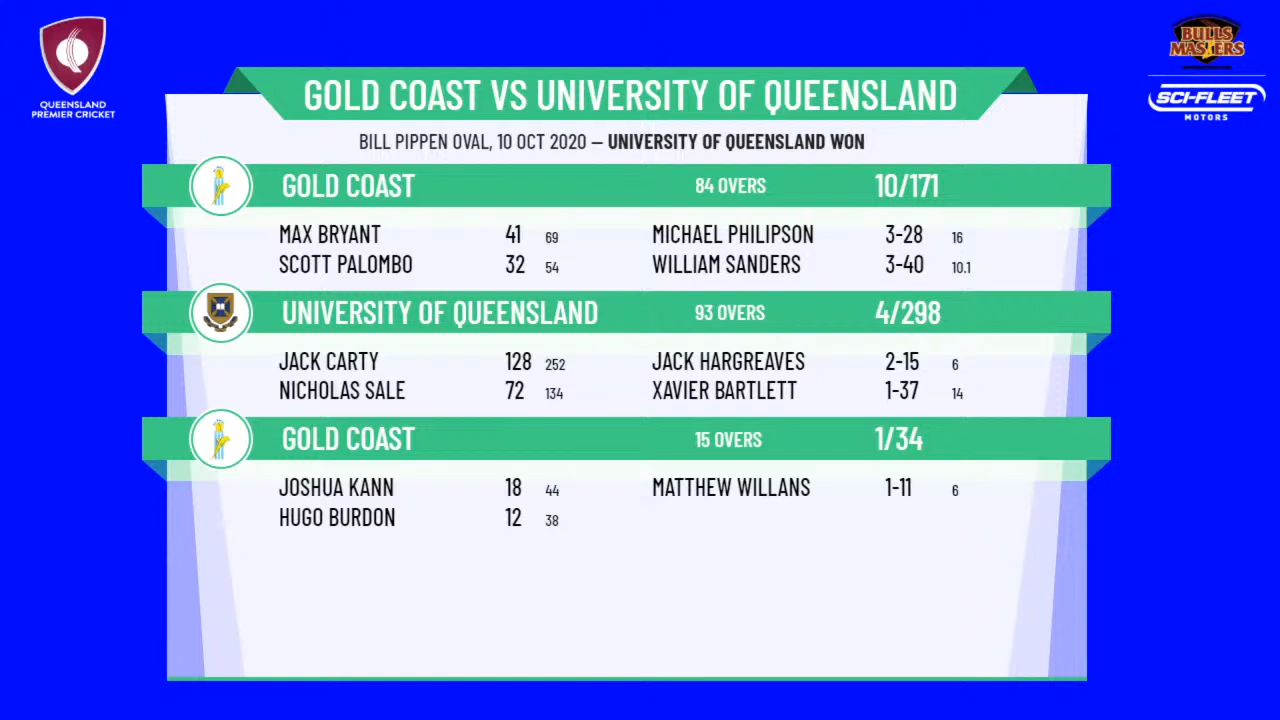 QUEENSLAND
PREMIER CRICKET
BULLS
MASTERS
SCI-FLEET
MOTORS
GOLD COAST VS UNIVERSITY OF QUEENSLAND
BILL PIPPEN OVAL, 10 OCT 2020 – UNIVERSITY OF QUEENSLAND WON
GOLD COAST 84 OVERS 10/171
MAX BRYANT 41 69 MICHAEL PHILIPSON 3-28 16
SCOTT PALOMBO 32 54 WILLIAM SANDERS 3-40 10.1
UNIVERSITY OF QUEENSLAND 93 OVERS 4/298
JACK CARTY 128 252 JACK HARGREAVES 2-15 6
NICHOLAS SALE 72 134 XAVIER BARTLETT 1-37 14
GOLD COAST 15 OVERS 1/34
JOSHUA KANN 18 44 MATTHEW WILLANS 1-11 6
HUGO BURDON 12 38